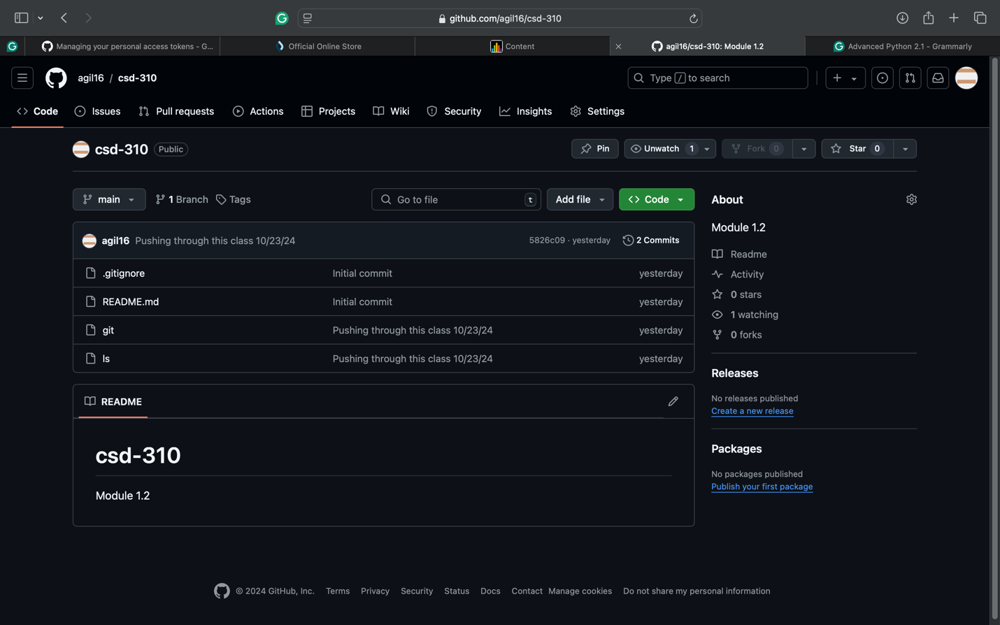 github.com/agil16/csd-310
Managing your personal access tokens - G...
Official Online Store
Content
agil16/csd-310: Module 1.2
Advanced Python 2.1 - Grammarly
agil16 / csd-310
Type / to search
Code
Issues
Pull requests
Actions
Projects
Wiki
Security
Insights
Settings
csd-310 Public
Pin
Unwatch 1
Fork 0
Star 0
main
1 Branch
Tags
Go to file t
Add file
Code
agil16 Pushing through this class 10/23/24 5826c09 · yesterday 2 Commits
.gitignore Initial commit yesterday
README.md Initial commit yesterday
git Pushing through this class 10/23/24 yesterday
ls Pushing through this class 10/23/24 yesterday
README
csd-310
Module 1.2
About
Module 1.2
Readme
Activity
0 stars
1 watching
0 forks
Releases
No releases published
Create a new release
Packages
No packages published
Publish your first package
© 2024 GitHub, Inc. Terms Privacy Security Status Docs Contact Manage cookies Do not share my personal information